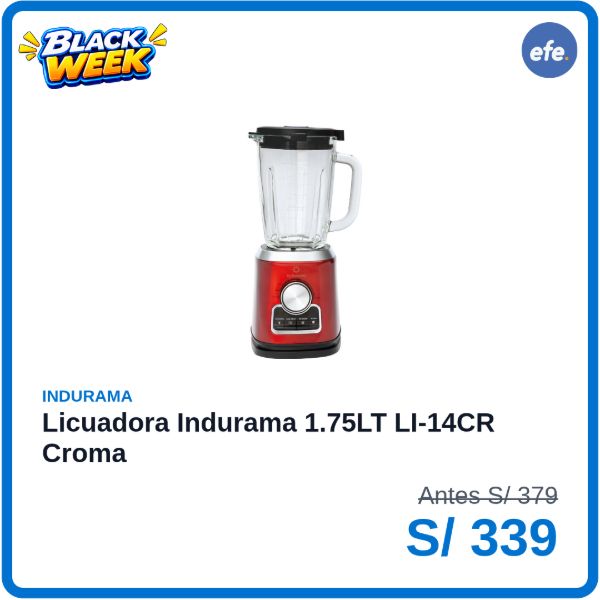 BLACK
WEEK
efe.
INDURAMA
Licuadora Indurama 1.75LT LI-14CR
Croma
Antes S/ 379
S/ 339